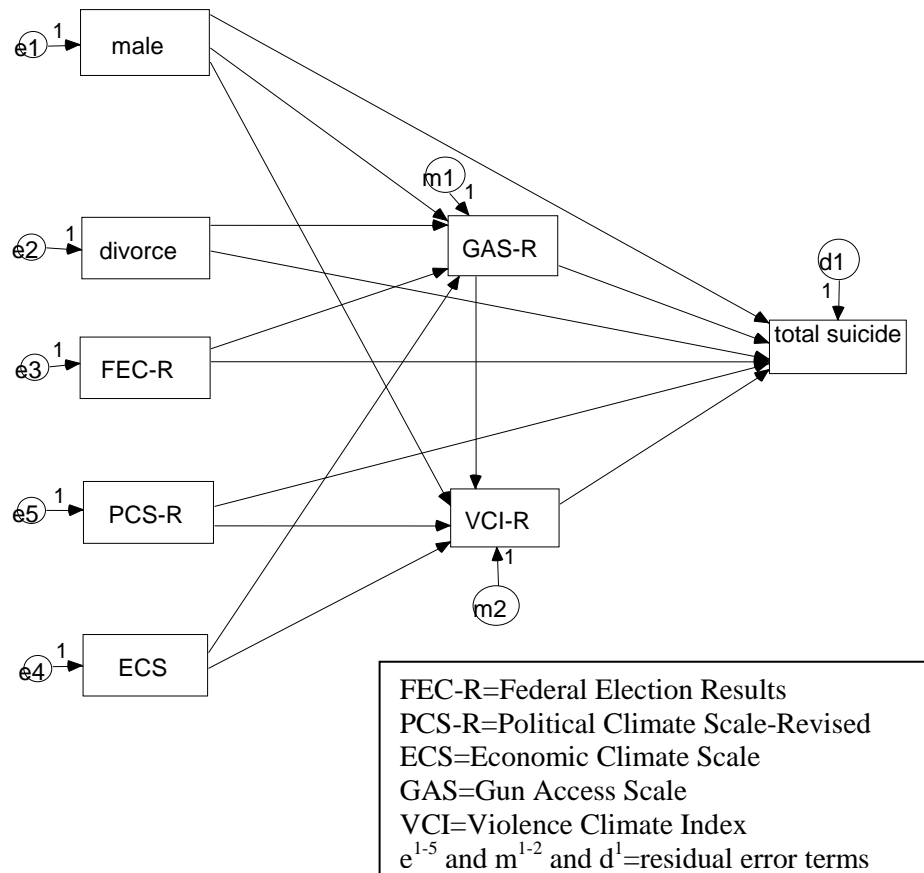 e1
1
male
m1
1
e2
1
divorce
GAS-R
d1
1
total suicide
e3
1
FEC-R
e5
1
PCS-R
VCI-R
1
m2
e4
1
ECS
FEC-R=Federal Election Results
PCS-R=Political Climate Scale-Revised
ECS=Economic Climate Scale
GAS=Gun Access Scale
VCI=Violence Climate Index
e1-5 and m1-2 and d1=residual error terms